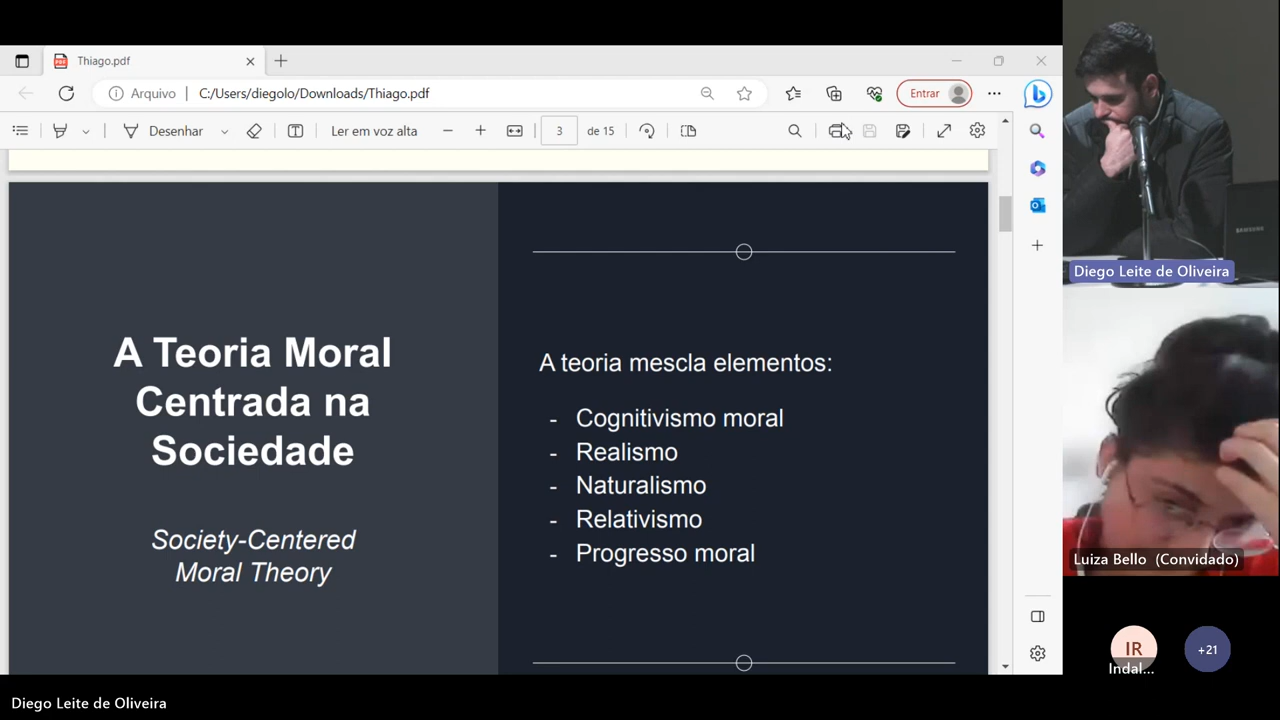 Thiago.pdf
Arquivo
C:/Users/diegolo/Downloads/Thiago.pdf
Entrar
Desenhar
Ler em voz alta
3
de 15
A Teoria Moral
Centrada na
Sociedade
Society-Centered
Moral Theory
A teoria mescla elementos:
- Cognitivismo moral
- Realismo
- Naturalismo
- Relativismo
- Progresso moral
SAMSUNG
Diego Leite de Oliveira
Luiza Bello (Convidado)
IR
Indal...
+21
Diego Leite de Oliveira